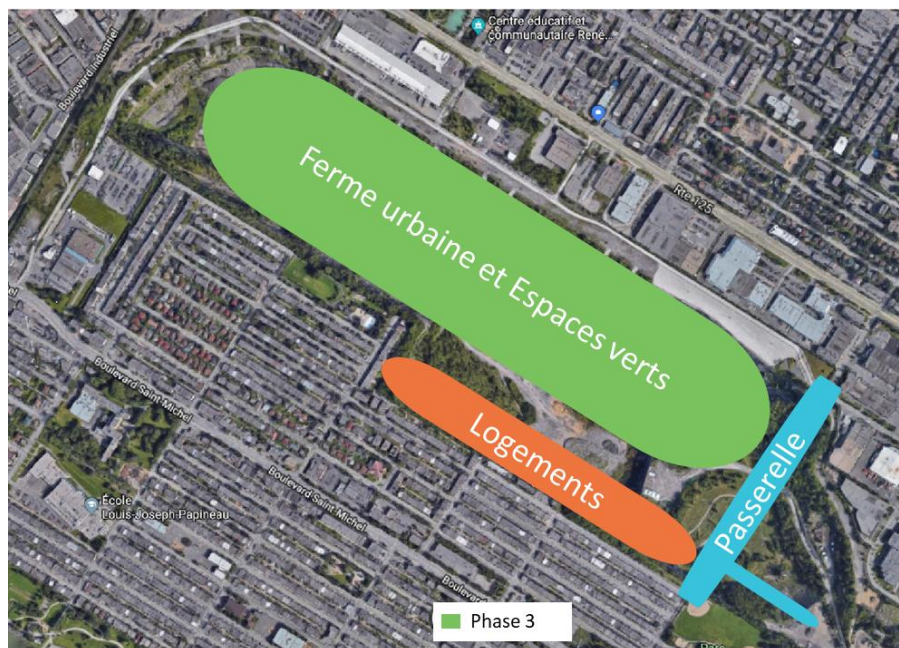 Centre éducatif et
communautaire René...
Boulevard Industriel
Ferme urbaine et Espaces verts
Rte 125
Logements
Passerelle
Boulevard Saint-Michel
Boulevard Saint-Michel
École
Louis-Joseph-Papineau
Phase 3